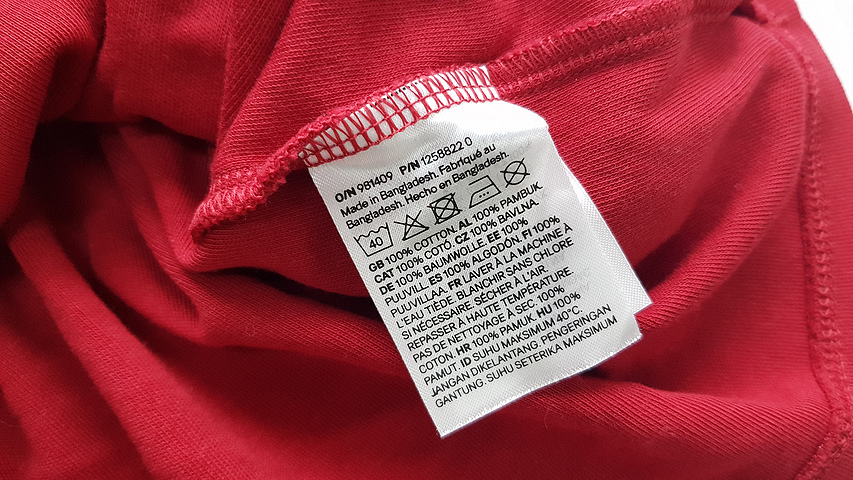 O/N 981409 P/N 1258822 0
Made in Bangladesh. Fabriqué au
Bangladesh. Hecho en Bangladesh.
40
GB 100% COTTON. AL 100% PAMBUK.
CAT 100% COTÓ. CZ 100% BAVLNA.
DE 100% BAUMWOLLE. EE 100%
PUUVILL. ES 100% ALGODÓN. FI 100%
PUUVILLAA. FR LAVER À LA MACHINE À
L'EAU TIÈDE. BLANCHIR SANS CHLORE
SI NÉCESSAIRE. SÉCHER À L'AIR.
REPASSER À HAUTE TEMPÉRATURE.
PAS DE NETTOYAGE À SEC. 100%
COTON. HR 100% PAMUK. HU 100%
PAMUT. ID SUHU MAKSIMUM 40°C.
JANGAN DIKELANTANG. PENGERINGAN
GANTUNG. SUHU SETERIKA MAKSIMUM